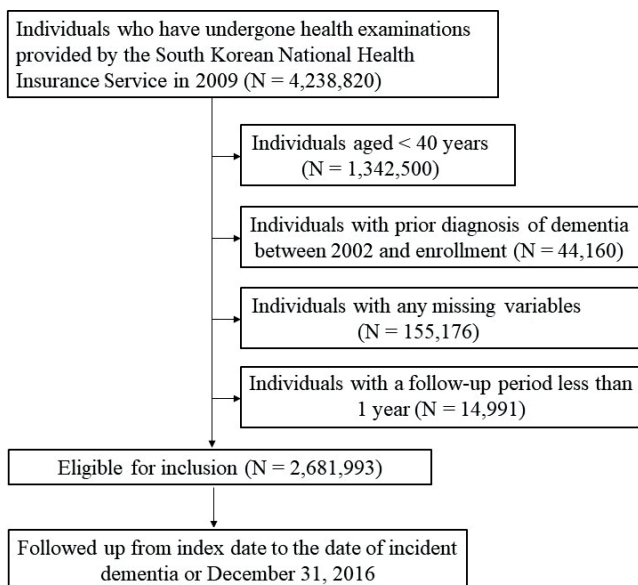 Individuals who have undergone health examinations
provided by the South Korean National Health
Insurance Service in 2009 (N = 4,238,820)
Individuals aged < 40 years
(N = 1,342,500)
Individuals with prior diagnosis of dementia
between 2002 and enrollment (N = 44,160)
Individuals with any missing variables
(N = 155,176)
Individuals with a follow-up period less than
1 year (N = 14,991)
Eligible for inclusion (N = 2,681,993)
Followed up from index date to the date of incident
dementia or December 31, 2016